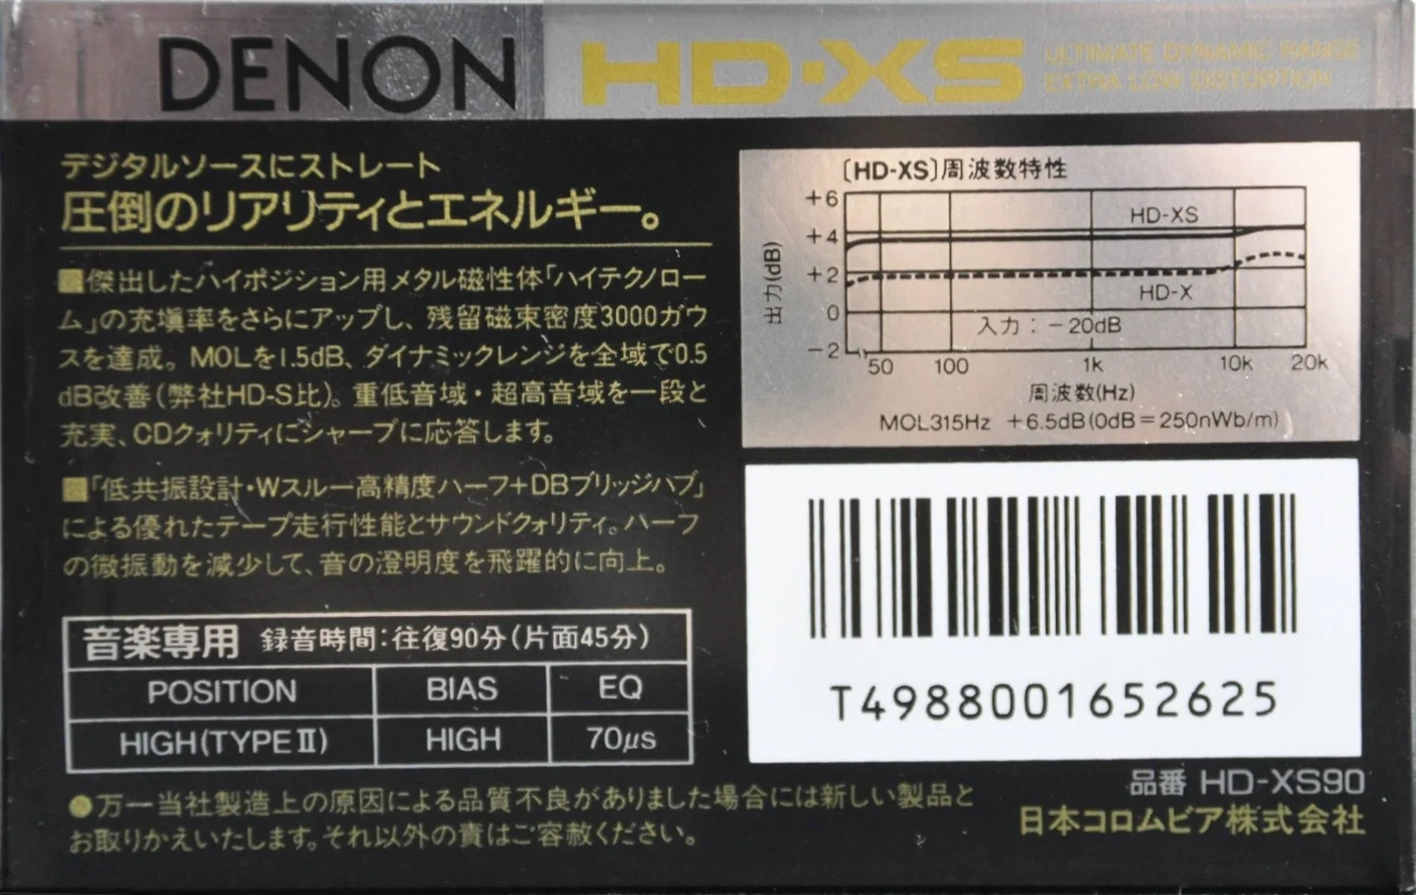 DENON HD·XS ULTIMATE DYNAMIC RANGE
EXTRA LOW DISTORTION
デジタルソースにストレート
圧倒のリアリティとエネルギー。
■傑出したハイポジション用メタル磁性体「ハイテクノロー
ム」の充塡率をさらにアップし、残留磁束密度3000ガウ
スを達成。MOLを1.5dB、ダイナミックレンジを全域で0.5
dB改善(弊社HD-S比)。重低音域・超高音域を一段と
充実、CDクォリティにシャープに応答します。
■「低共振設計・Wスルー高精度ハーフ+DBブリッジハブ」
による優れたテープ走行性能とサウンドクォリティ。ハーフ
の微振動を減少して、音の澄明度を飛躍的に向上。
音楽専用 録音時間:往復90分(片面45分)
POSITION BIAS EQ
HIGH(TYPE II) HIGH 70μs
●万一当社製造上の原因による品質不良がありました場合には新しい製品と
お取りかえいたします。それ以外の責はご容赦ください。
[HD-XS]周波数特性
出力(dB)
+6
+4
+2
0
-2
HD-XS
HD-X
入力:-20dB
50 100 1k 10k 20k
周波数(Hz)
MOL315Hz +6.5dB(0dB=250nWb/m)
T4988001652625
品番 HD-XS90
日本コロムビア株式会社